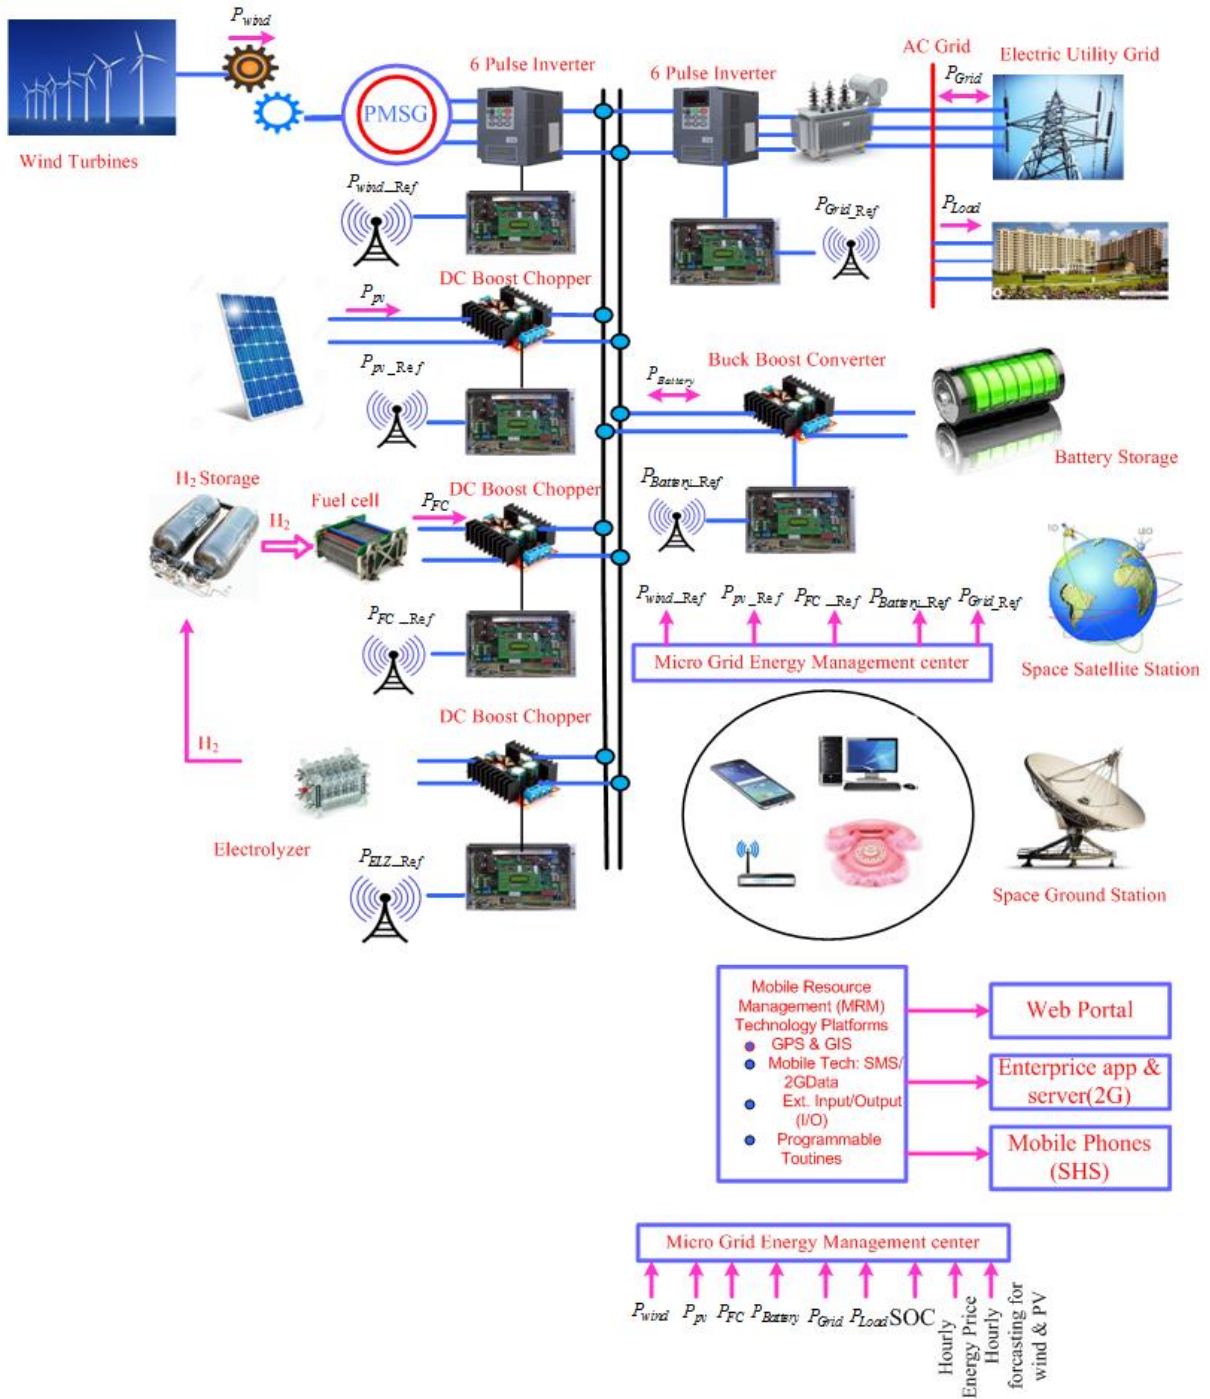 P_wind
AC Grid
Electric Utility Grid
6 Pulse Inverter
6 Pulse Inverter
P_Grid
PMSG
Wind Turbines
P_wind_Ref
P_Grid_Ref
P_Load
DC Boost Chopper
P_pv
Buck Boost Converter
P_pv_Ref
P_Battery
Battery Storage
H₂ Storage
Fuel cell
P_FC
DC Boost Chopper
H₂
P_Battery_Ref
P_FC_Ref
P_wind_Ref
P_pv_Ref
P_FC_Ref
P_Battery_Ref
P_Grid_Ref
Micro Grid Energy Management center
Space Satellite Station
DC Boost Chopper
H₂
Electrolyzer
P_ELZ_Ref
Space Ground Station
Mobile Resource
Management (MRM)
Technology Platforms
GPS & GIS
Mobile Tech: SMS/
2GData
Ext. Input/Output
(I/O)
Programmable
Toutines
Web Portal
Enterprice app &
server(2G)
Mobile Phones
(SHS)
Micro Grid Energy Management center
P_wind
P_pv
P_FC
P_Battery
P_Grid
P_Load
SOC
Hourly
Energy Price
Hourly
forcasting for
wind & PV